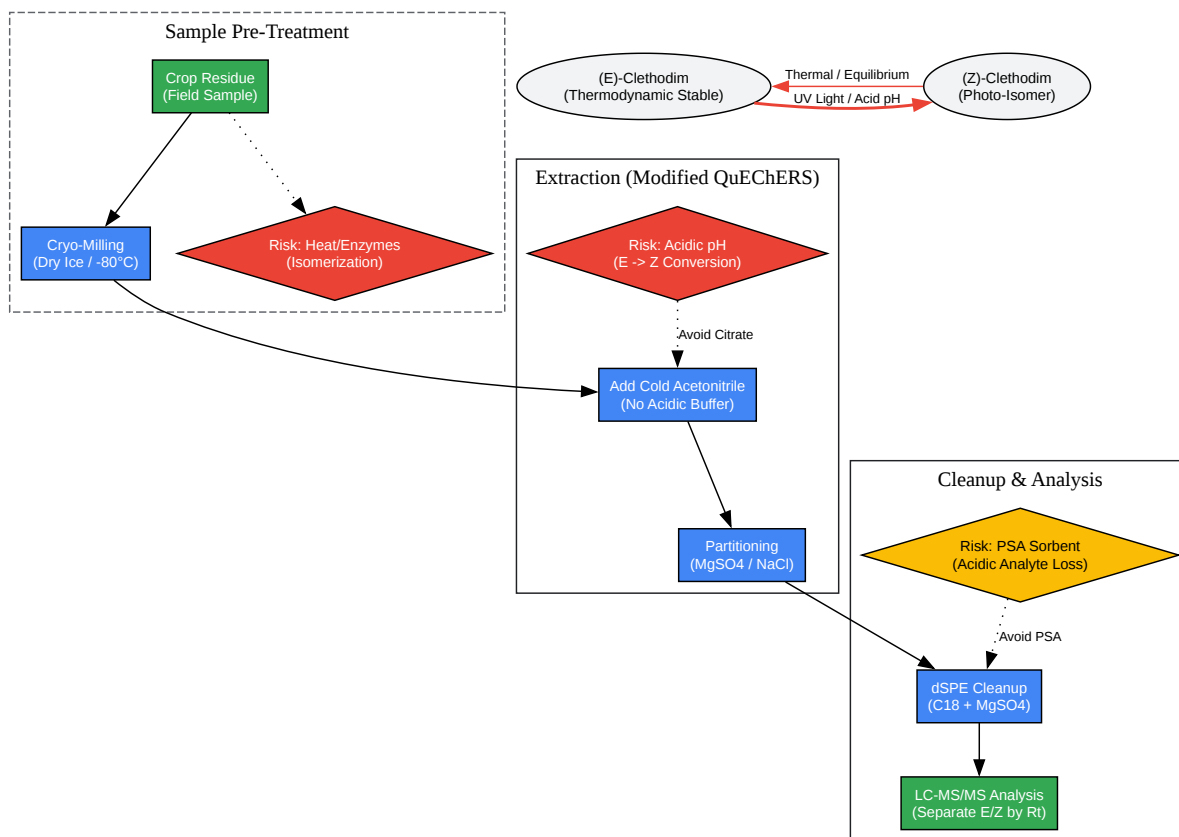 Sample Pre-Treatment
Crop Residue
(Field Sample)
Cryo-Milling
(Dry Ice / -80°C)
Risk: Heat/Enzymes
(Isomerization)
(E)-Clethodim
(Thermodynamic Stable)
Thermal / Equilibrium
UV Light / Acid pH
(Z)-Clethodim
(Photo-Isomer)
Extraction (Modified QuEChERS)
Risk: Acidic pH
(E -> Z Conversion)
Avoid Citrate
Add Cold Acetonitrile
(No Acidic Buffer)
Partitioning
(MgSO4 / NaCl)
Cleanup & Analysis
Risk: PSA Sorbent
(Acidic Analyte Loss)
Avoid PSA
dSPE Cleanup
(C18 + MgSO4)
LC-MS/MS Analysis
(Separate E/Z by Rt)